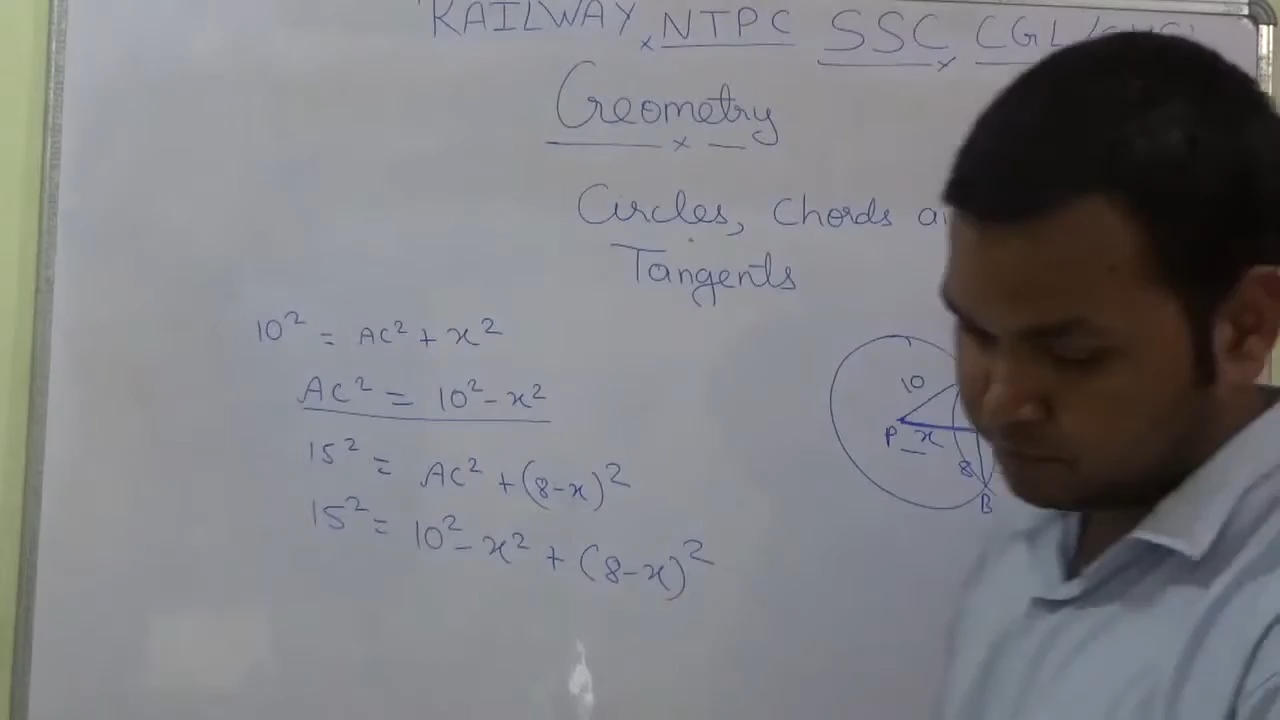 RAILWAY NTPC SSC CGL
Geometry
Circles, Chords
Tangents
10² = AC² + x²
AC² = 10² - x²
15² = AC² + (8-x)²
15² = 10² - x² + (8-x)²
10
P x
8
B